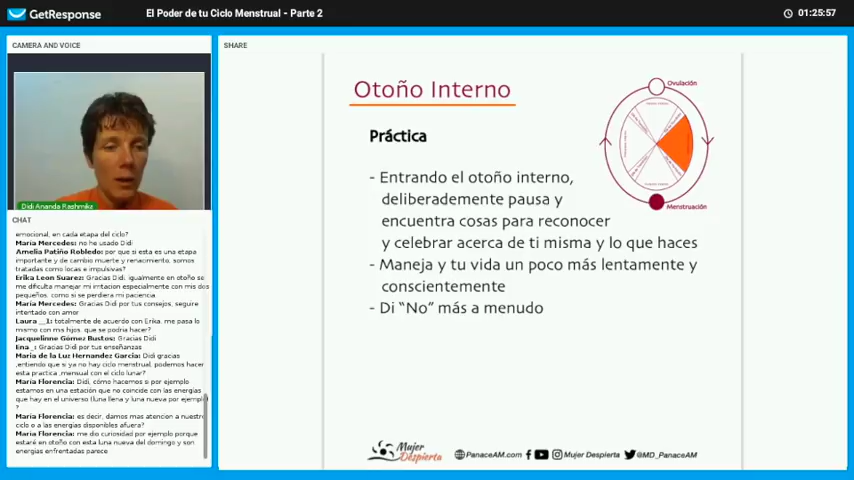 GetResponse
El Poder de tu Ciclo Menstrual - Parte 2
01:25:57
CAMERA AND VOICE
Didi Ananda Rashmika
CHAT
emocional, en cada etapa del ciclo?
María Mercedes: no he usado Didi
Amelia Patiño Robledo: por que si esta es una etapa
importante y de cambio muerte y renacimiento, somos
tratadas como locas e impulsivas?
Erika Leon Suarez: Gracias Didi, igualmente en otoño se
me dificulta manejar mi irritacion especialmente con mis dos
pequeños, como si se perdiera mi paciencia
María Mercedes: Gracias Didi por tus consejos, seguire
intentado con amor
Laura __1: totalmente de acuerdo con Erika, me pasa lo
mismo con mis hijos, que se podria hacer?
Jacquelinne Gómez Bustos: Gracias Didi
Ena _: Gracias Didi por tus enseñanzas
Maria de la Luz Hernandez Garcia: Didi gracias
,entiendo que si ya no hay ciclo menstrual, podemos hacer
esta practica ,mensual con el ciclo lunar?
María Florencia: Didi, cómo hacemos si por ejemplo
estamos en una estación que no coincide con las energías
que hay en el universo (luna llena y luna nueva por ejemplo)
?
María Florencia: es decir, damos mas atencion a nuestro
ciclo o a las energias disponibles afuera?
María Florencia: me dio curiosidad por ejemplo porque
estaré en otoño con esta luna nueva del domingo y son
energías enfrentadas parece
SHARE
Otoño Interno
Práctica
- Entrando el otoño interno,
deliberadamente pausa y
encuentra cosas para reconocer
y celebrar acerca de ti misma y lo que haces
- Maneja y tu vida un poco más lentamente y
conscientemente
- Di “No” más a menudo
Ovulación
Menstruación
Mujer
Despierta
PanaceAM.com
Mujer Despierta
@MD_PanaceAM